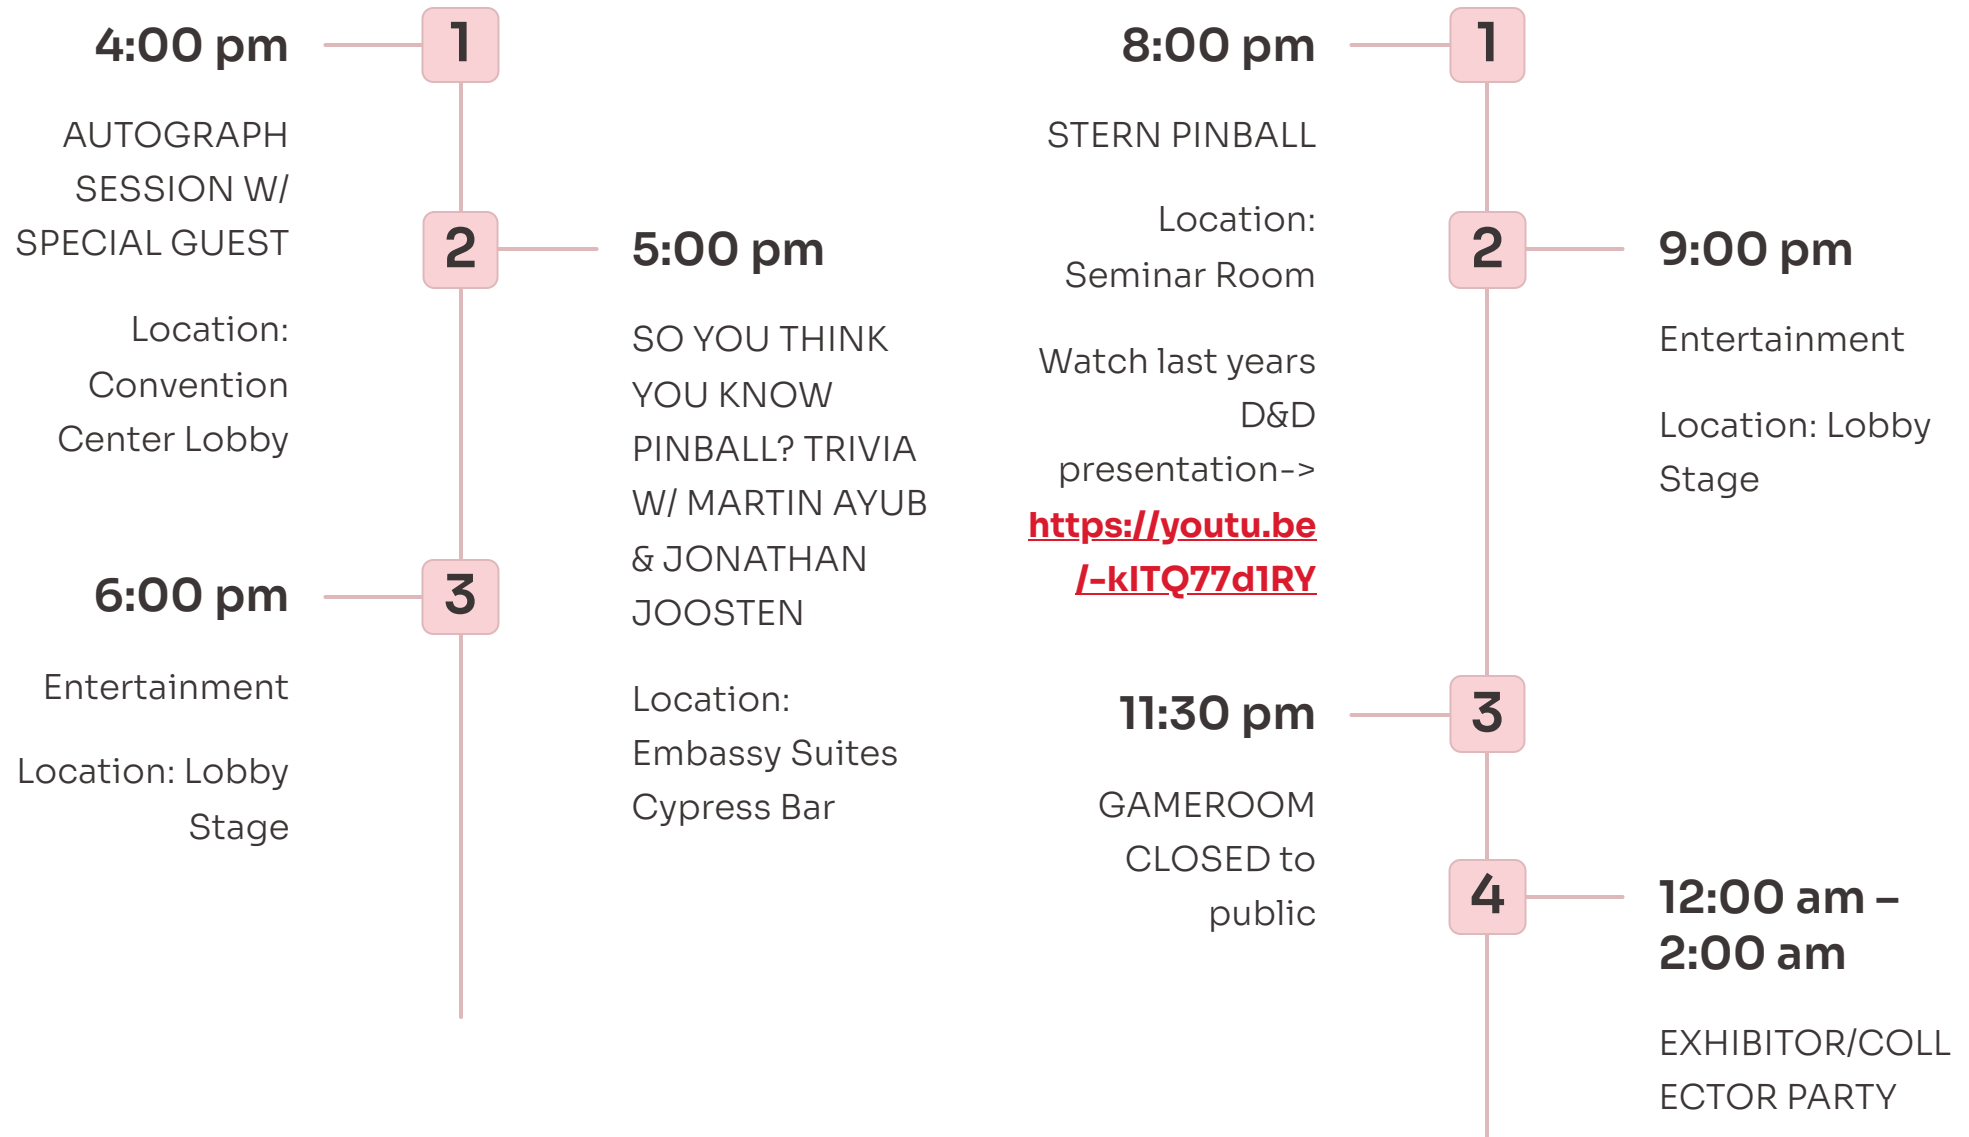 4:00 pm
1
AUTOGRAPH
SESSION W/
SPECIAL GUEST
Location:
Convention
Center Lobby
2
5:00 pm
SO YOU THINK
YOU KNOW
PINBALL? TRIVIA
W/ MARTIN AYUB
& JONATHAN
JOOSTEN
Location:
Embassy Suites
Cypress Bar
6:00 pm
3
Entertainment
Location: Lobby
Stage
8:00 pm
1
STERN PINBALL
Location:
Seminar Room
Watch last years
D&D
presentation->
https://youtu.be
/-kITQ77d1RY
2
9:00 pm
Entertainment
Location: Lobby
Stage
11:30 pm
3
GAMEROOM
CLOSED to
public
4
12:00 am –
2:00 am
EXHIBITOR/COLL
ECTOR PARTY